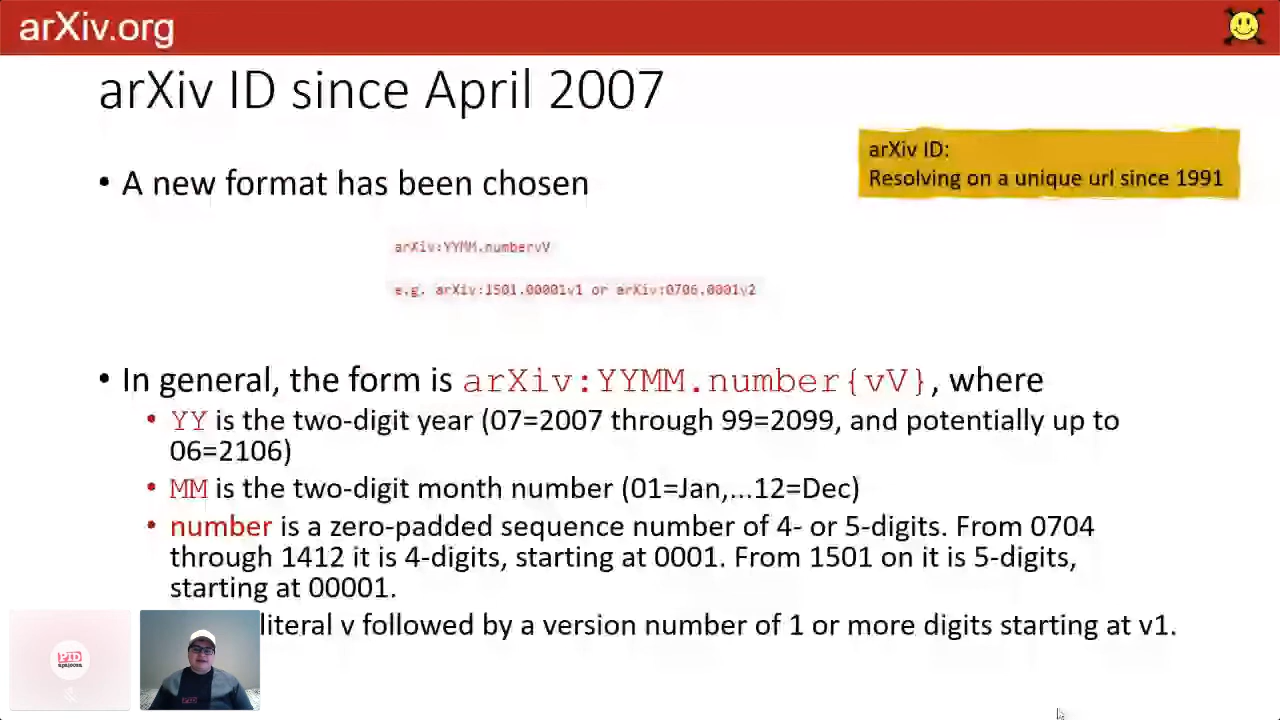 arXiv.org
arXiv ID since April 2007
• A new format has been chosen
arXiv ID:
Resolving on a unique url since 1991
arXiv:YYMM.numbervV
e.g. arXiv:1501.00001v1 or arXiv:0706.0001v2
• In general, the form is arXiv:YYMM.number{vV}, where
• YY is the two-digit year (07=2007 through 99=2099, and potentially up to
06=2106)
• MM is the two-digit month number (01=Jan,...12=Dec)
• number is a zero-padded sequence number of 4- or 5-digits. From 0704
through 1412 it is 4-digits, starting at 0001. From 1501 on it is 5-digits,
starting at 00001.
literal v followed by a version number of 1 or more digits starting at v1.
PID
apalooza